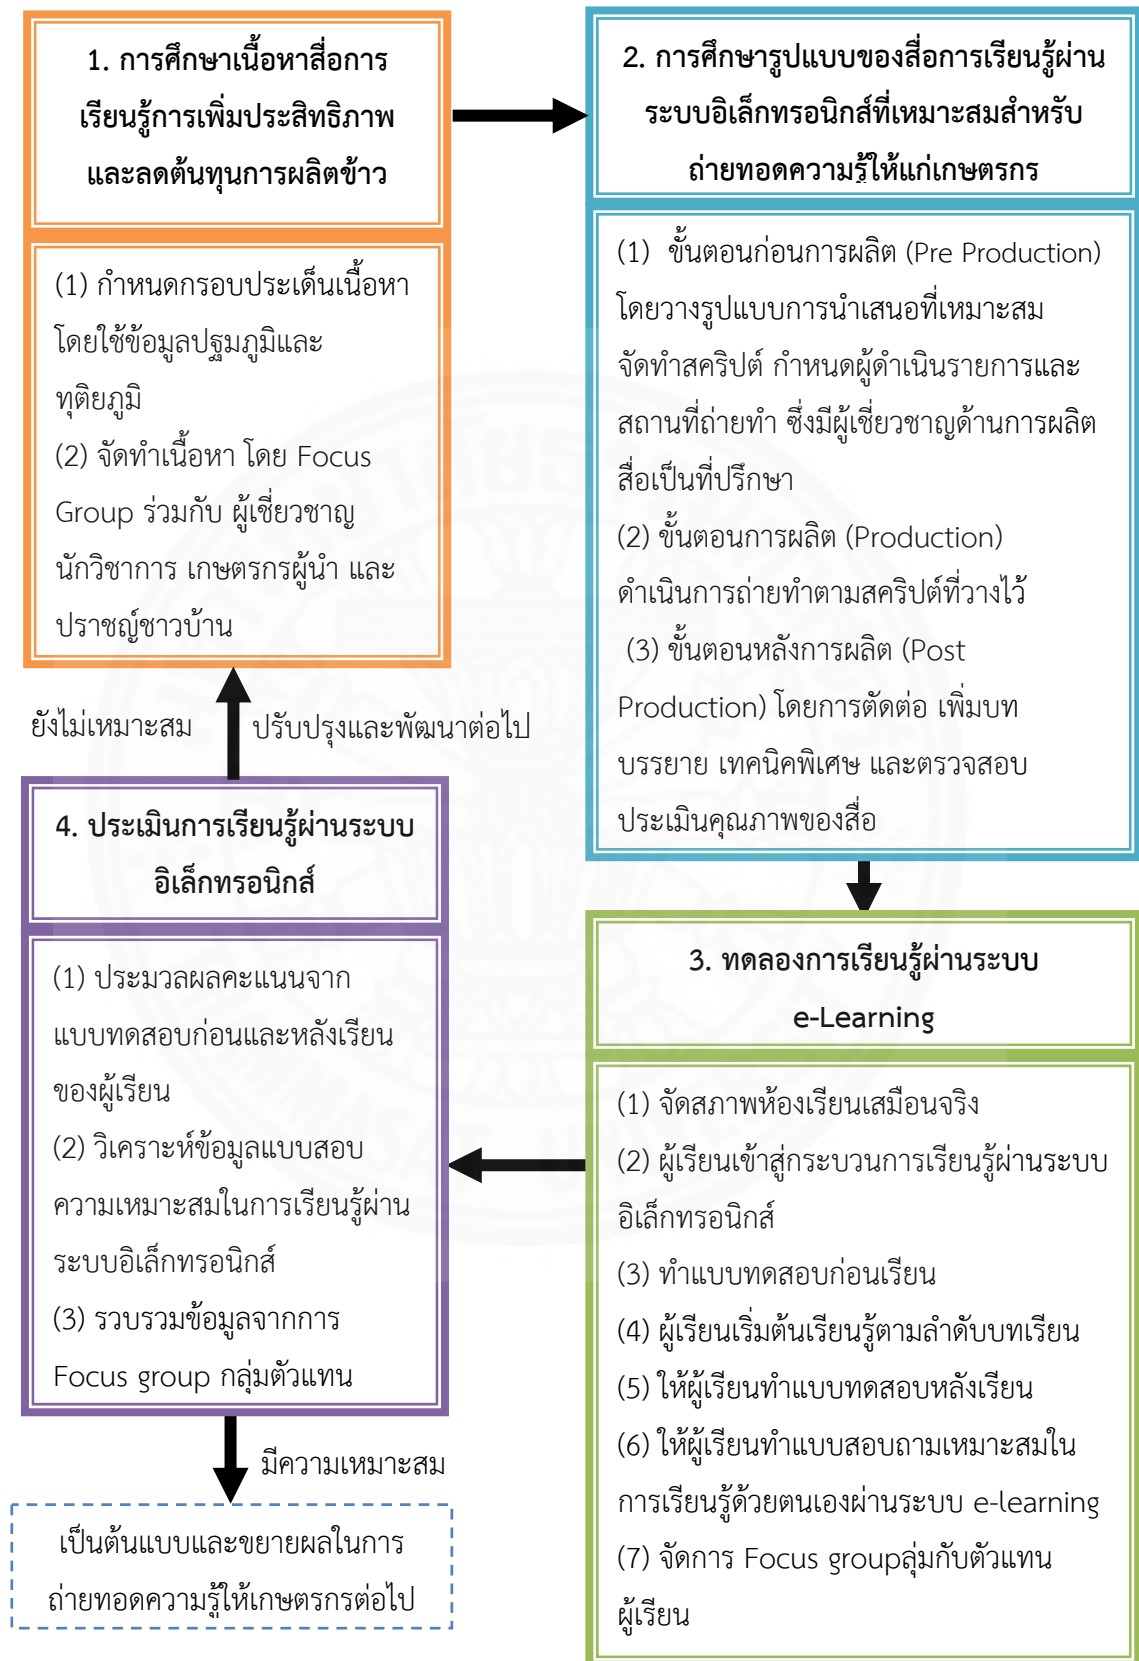 1. การศึกษาเนื้อหาสื่อการ
เรียนรู้การเพิ่มประสิทธิภาพ
และลดต้นทุนการผลิตข้าว
(1) กำหนดกรอบประเด็นเนื้อหา
โดยใช้ข้อมูลปฐมภูมิและ
ทุติยภูมิ
(2) จัดทำเนื้อหา โดย Focus
Group ร่วมกับ ผู้เชี่ยวชาญ
นักวิชาการ เกษตรกรผู้นำ และ
ปราชญ์ชาวบ้าน
2. การศึกษารูปแบบของสื่อการเรียนรู้ผ่าน
ระบบอิเล็กทรอนิกส์ที่เหมาะสมสำหรับ
ถ่ายทอดความรู้ให้แก่เกษตรกร
(1) ขั้นตอนก่อนการผลิต (Pre Production)
โดยวางรูปแบบการนำเสนอที่เหมาะสม
จัดทำสคริปต์ กำหนดผู้ดำเนินรายการและ
สถานที่ถ่ายทำ ซึ่งมีผู้เชี่ยวชาญด้านการผลิต
สื่อเป็นที่ปรึกษา
(2) ขั้นตอนการผลิต (Production)
ดำเนินการถ่ายทำตามสคริปต์ที่วางไว้
(3) ขั้นตอนหลังการผลิต (Post
Production) โดยการตัดต่อ เพิ่มบท
บรรยาย เทคนิคพิเศษ และตรวจสอบ
ประเมินคุณภาพของสื่อ
3. ทดลองการเรียนรู้ผ่านระบบ
e-Learning
(1) จัดสภาพห้องเรียนเสมือนจริง
(2) ผู้เรียนเข้าสู่กระบวนการเรียนรู้ผ่านระบบ
อิเล็กทรอนิกส์
(3) ทำแบบทดสอบก่อนเรียน
(4) ผู้เรียนเริ่มต้นเรียนรู้ตามลำดับบทเรียน
(5) ให้ผู้เรียนทำแบบทดสอบหลังเรียน
(6) ให้ผู้เรียนทำแบบสอบถามเหมาะสมใน
การเรียนรู้ด้วยตนเองผ่านระบบ e-learning
(7) จัดการ Focus groupลุ่มกับตัวแทน
ผู้เรียน
ยังไม่เหมาะสม
ปรับปรุงและพัฒนาต่อไป
4. ประเมินการเรียนรู้ผ่านระบบ
อิเล็กทรอนิกส์
(1) ประมวลผลคะแนนจาก
แบบทดสอบก่อนและหลังเรียน
ของผู้เรียน
(2) วิเคราะห์ข้อมูลแบบสอบ
ความเหมาะสมในการเรียนรู้ผ่าน
ระบบอิเล็กทรอนิกส์
(3) รวบรวมข้อมูลจากการ
Focus group กลุ่มตัวแทน
มีความเหมาะสม
เป็นต้นแบบและขยายผลในการ
ถ่ายทอดความรู้ให้เกษตรกรต่อไป